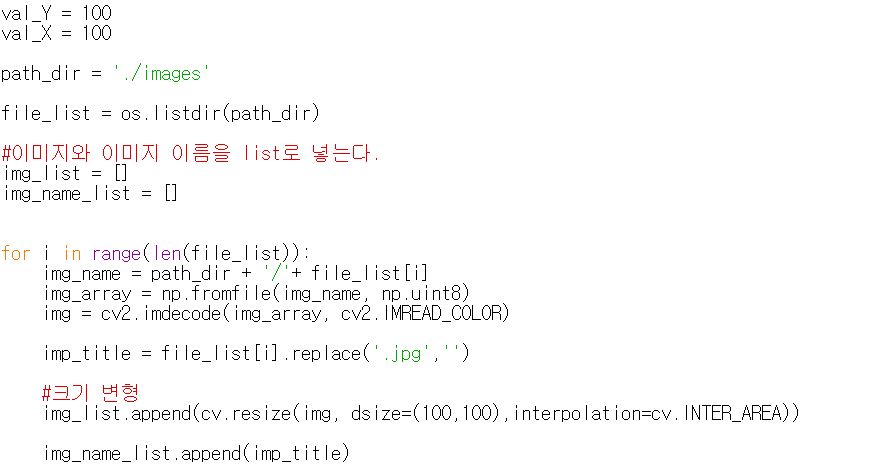 val_Y = 100
val_X = 100
path_dir = './images'
file_list = os.listdir(path_dir)
#이미지와 이미지 이름을 list로 넣는다.
img_list = []
img_name_list = []
for i in range(len(file_list)):
    img_name = path_dir + '/'+ file_list[i]
    img_array = np.fromfile(img_name, np.uint8)
    img = cv2.imdecode(img_array, cv2.IMREAD_COLOR)
    imp_title = file_list[i].replace('.jpg','')
    #크기 변형
    img_list.append(cv.resize(img, dsize=(100,100),interpolation=cv.INTER_AREA))
    img_name_list.append(imp_title)